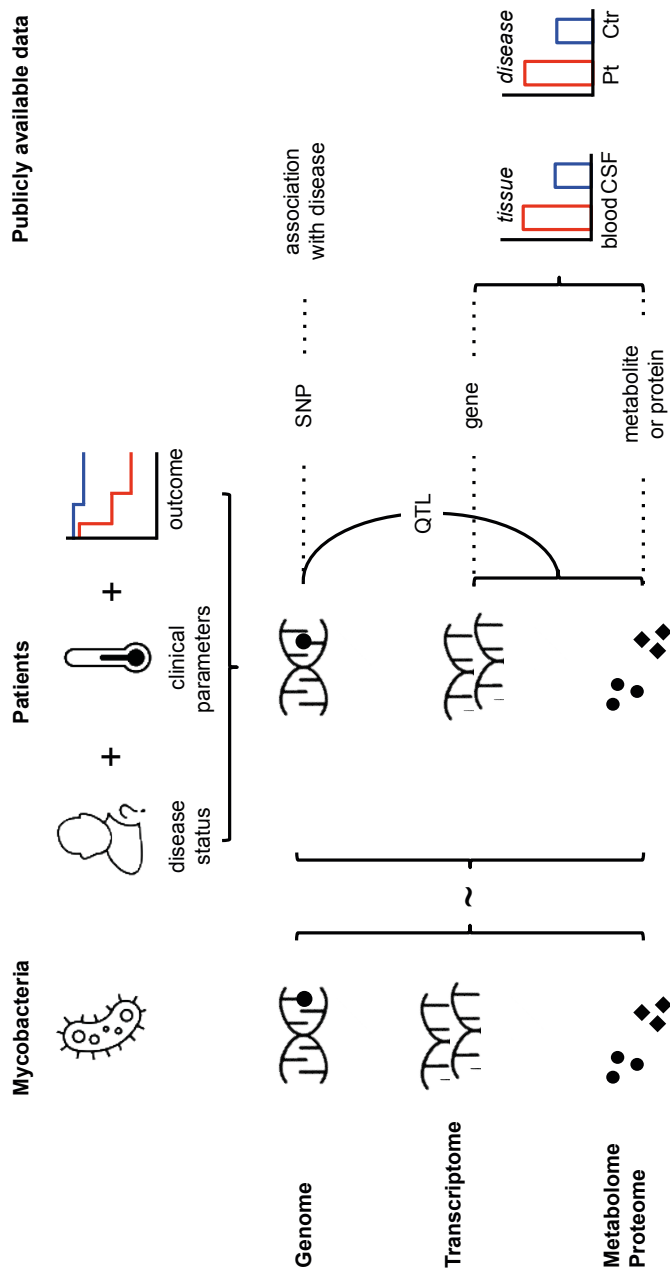 Mycobacteria
Patients
Publicly available data
disease
status
+
clinical
parameters
+
outcome
Genome
SNP
association
with disease
~
QTL
Transcriptome
gene
tissue
blood CSF
disease
Pt Ctr
Metabolome
Proteome
metabolite
or protein